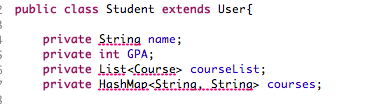 public class Student extends User{
private String name;
private int GPA;
private List<Course> courseList;
private HashMap<String, String> courses;